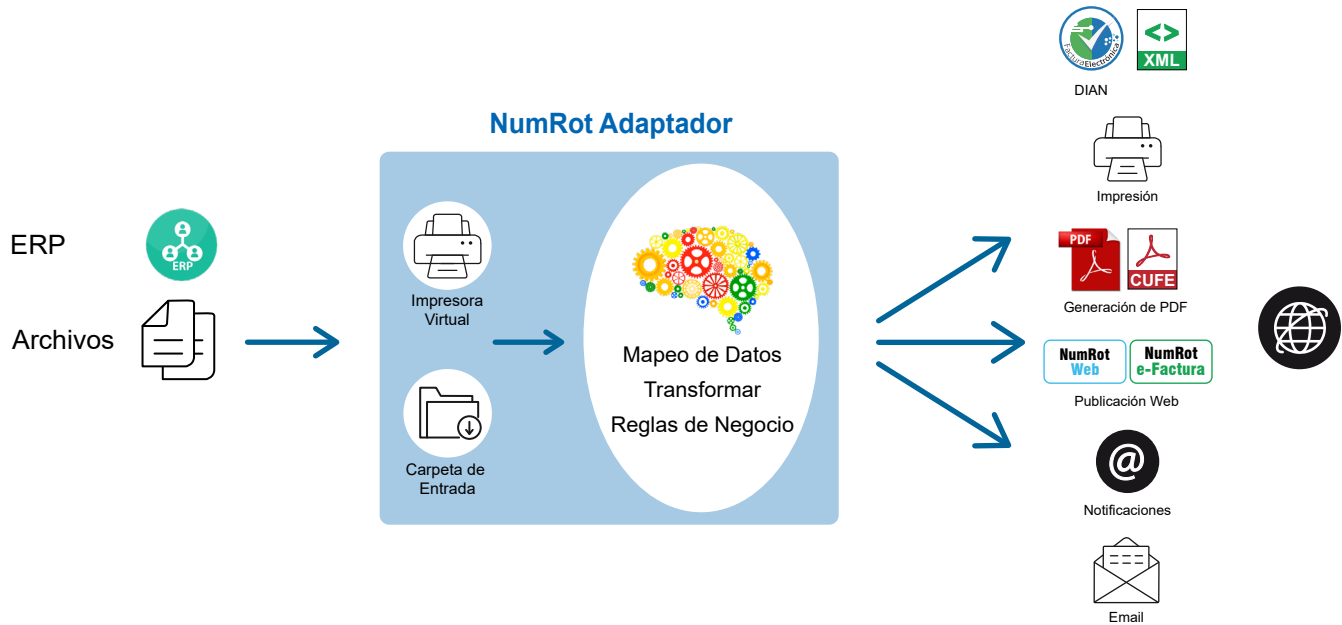 NumRot Adaptador
ERP
ERP
Archivos
Impresora
Virtual
Carpeta de
Entrada
Mapeo de Datos
Transformar
Reglas de Negocio
FacturaElectrónica
XML
DIAN
Impresión
PDF
CUFE
Generación de PDF
NumRot
Web
NumRot
e-Factura
Publicación Web
@
Notificaciones
Email